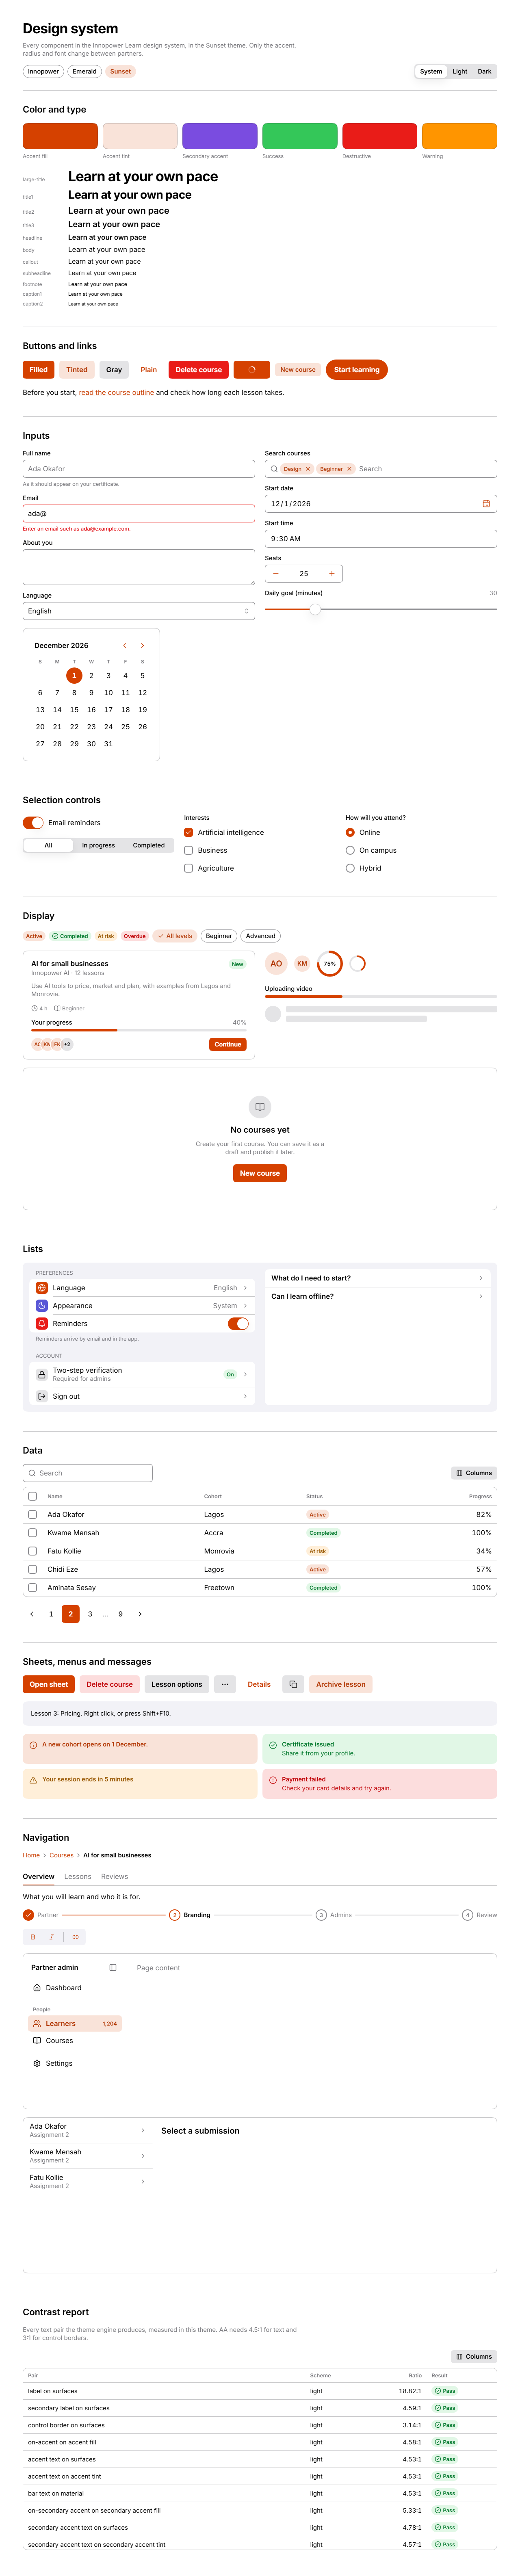 Design system
Every component in the Innopower Learn design system, in the Sunset theme. Only the accent,
radius and font change between partners.
Innopower Emerald Sunset
System Light Dark
Color and type
Accent fill Accent tint Secondary accent Success Destructive Warning
large-title Learn at your own pace
title1 Learn at your own pace
title2 Learn at your own pace
title3 Learn at your own pace
headline Learn at your own pace
body Learn at your own pace
callout Learn at your own pace
subheadline Learn at your own pace
footnote Learn at your own pace
caption1 Learn at your own pace
caption2 Learn at your own pace
Buttons and links
Filled Tinted Gray Plain Delete course New course Start learning
Before you start, read the course outline and check how long each lesson takes.
Inputs
Full name
Ada Okafor
As it should appear on your certificate.
Email
ada@
Enter an email such as ada@example.com.
About you
Language
English
Search courses
Design Beginner Search
Start date
12/1/2026
Start time
9:30 AM
Seats
25
Daily goal (minutes) 30
December 2026
S M T W T F S
1 2 3 4 5
6 7 8 9 10 11 12
13 14 15 16 17 18 19
20 21 22 23 24 25 26
27 28 29 30 31
Selection controls
Email reminders
All In progress Completed
Interests
Artificial intelligence
Business
Agriculture
How will you attend?
Online
On campus
Hybrid
Display
Active Completed At risk Overdue All levels Beginner Advanced
AI for small businesses New
Innopower AI · 12 lessons
Use AI to tools to price, market and plan, with examples from Lagos and
Monrovia.
4 h Beginner
Your progress 40%
+2
Continue
AO KM 75%
Uploading video
No courses yet
Create your first course. You can save it as a
draft and publish it later.
New course
Lists
PREFERENCES
Language English
Appearance System
Reminders
Reminders arrive by email and in the app.
ACCOUNT
Two-step verification On
Required for admins
Sign out
What do I need to start?
Can I learn offline?
Data
Search
Columns
Name Cohort Status Progress
Ada Okafor Lagos Active 82%
Kwame Mensah Accra Completed 100%
Fatu Kollie Monrovia At risk 34%
Chidi Eze Lagos Active 57%
Aminata Sesay Freetown Completed 100%
1 2 3 ... 9
Sheets, menus and messages
Open sheet Delete course Lesson options Details Archive lesson
Lesson 3: Pricing. Right click, or press Shift+F10.
A new cohort opens on 1 December.
Certificate issued
Share it from your profile.
Your session ends in 5 minutes
Payment failed
Check your card details and try again.
Navigation
Home Courses AI for small businesses
Overview Lessons Reviews
What you will learn and who it is for.
Partner 2 Branding 3 Admins 4 Review
B I
Partner admin
Dashboard
People
Learners 1,204
Courses
Settings
Page content
Ada Okafor
Assignment 2
Kwame Mensah
Assignment 2
Fatu Kollie
Assignment 2
Select a submission
Contrast report
Every text pair the theme engine produces, measured in this theme. AA needs 4.5:1 for text and
3:1 for control borders.
Columns
Pair Scheme Ratio Result
label on surfaces light 18.82:1 Pass
secondary label on surfaces light 4.59:1 Pass
control border on surfaces light 3.14:1 Pass
on-accent on accent fill light 4.58:1 Pass
accent text on surfaces light 4.53:1 Pass
accent text on accent tint light 4.53:1 Pass
bar text on material light 4.53:1 Pass
on-secondary accent on secondary accent fill light 5.33:1 Pass
secondary accent text on surfaces light 4.78:1 Pass
secondary accent text on secondary accent tint light 4.57:1 Pass